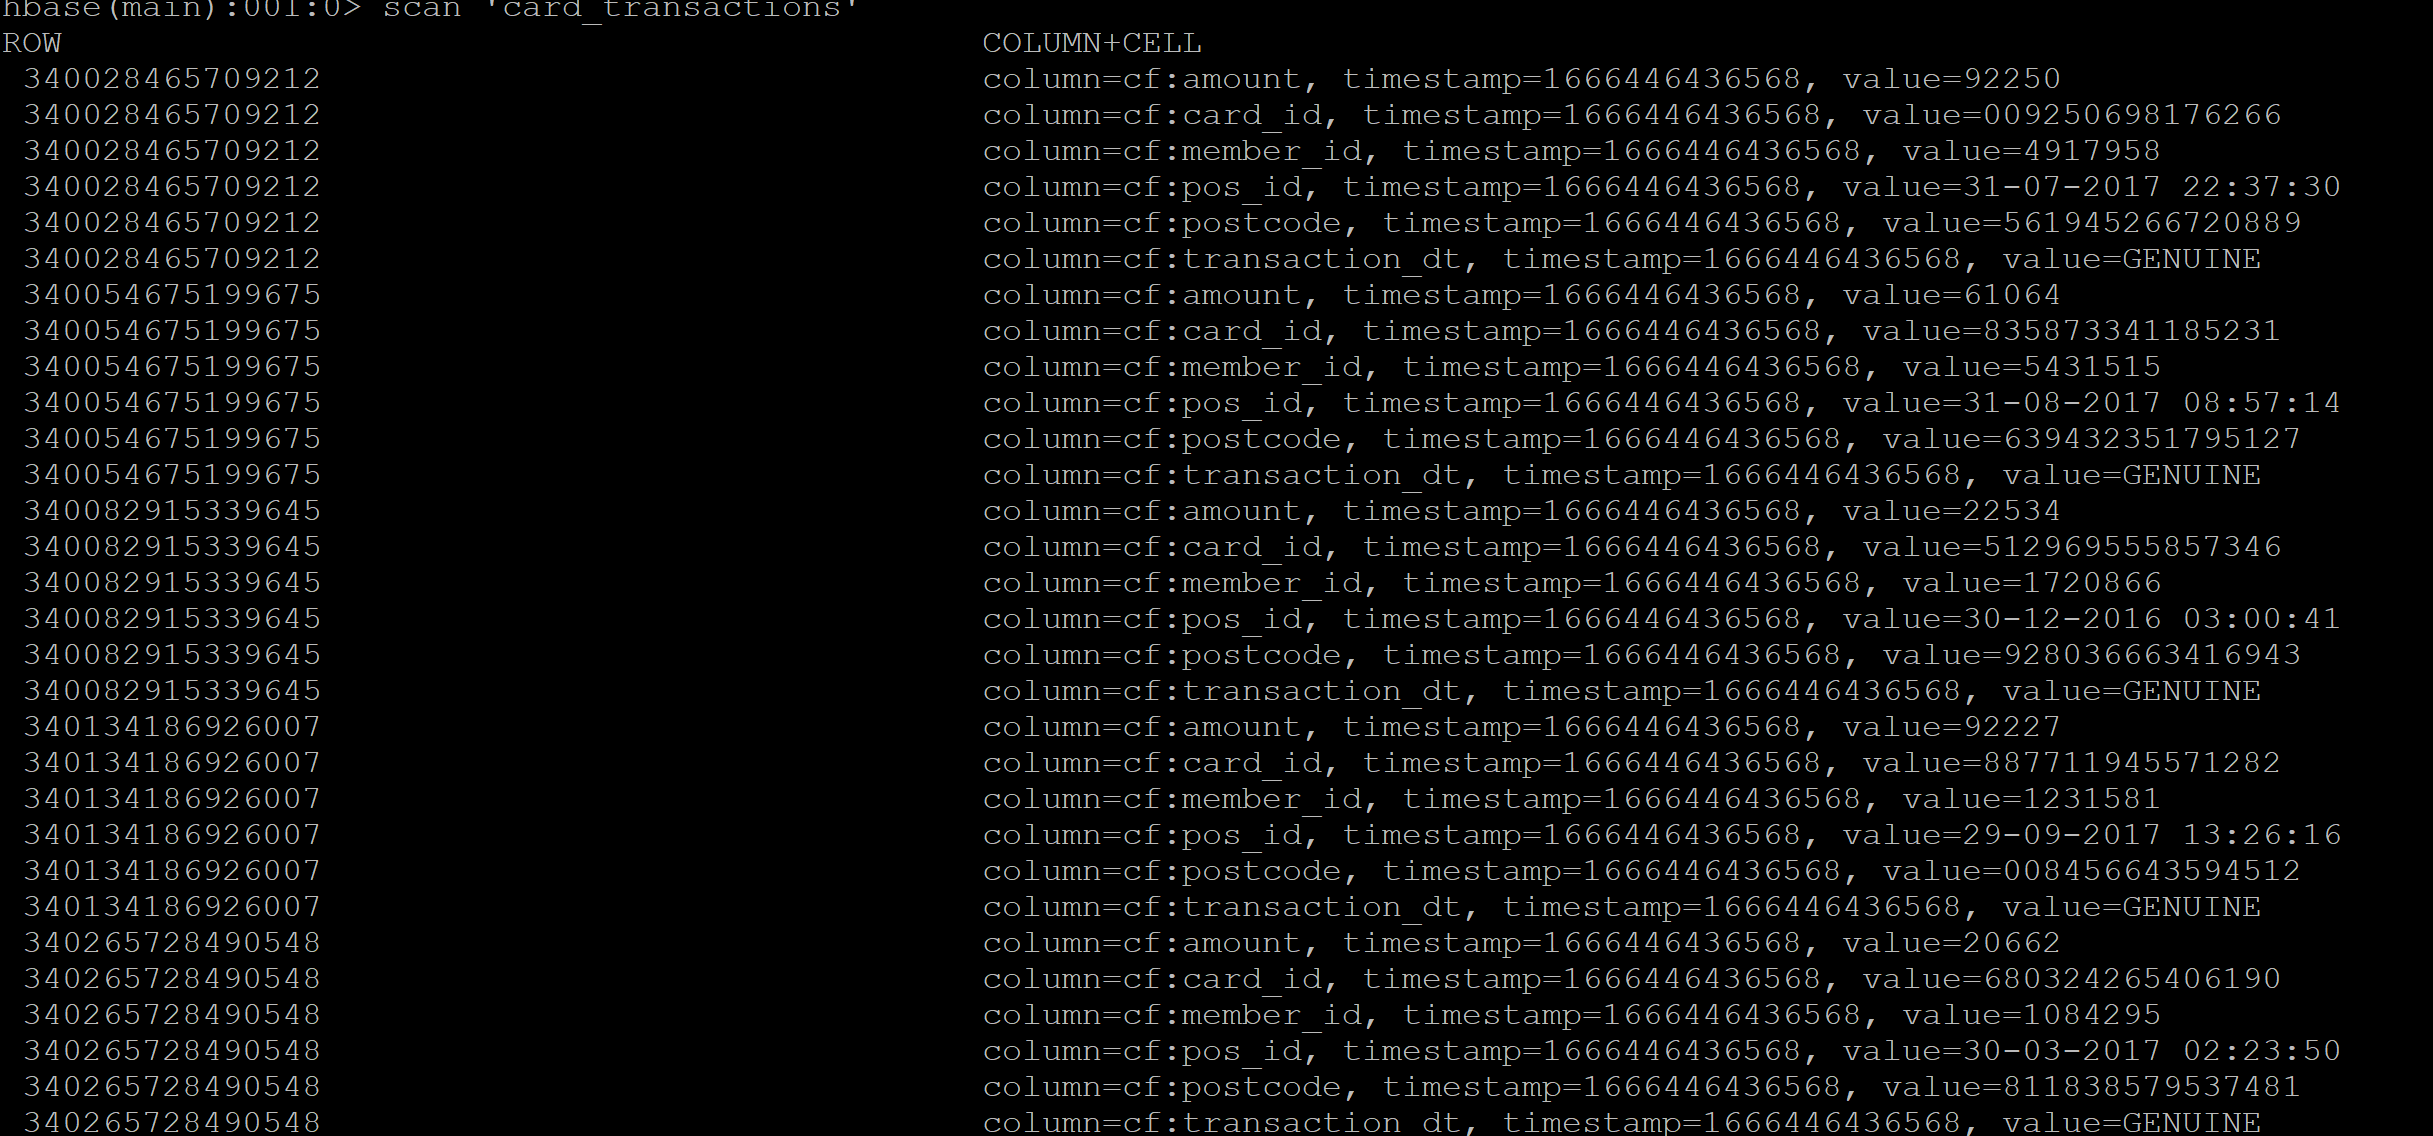 hbase(main):001:0> scan 'card_transactions'
ROW COLUMN+CELL
340028465709212 column=cf:amount, timestamp=1666446436568, value=92250
340028465709212 column=cf:card_id, timestamp=1666446436568, value=009250698176266
340028465709212 column=cf:member_id, timestamp=1666446436568, value=4917958
340028465709212 column=cf:pos_id, timestamp=1666446436568, value=31-07-2017 22:37:30
340028465709212 column=cf:postcode, timestamp=1666446436568, value=561945266720889
340028465709212 column=cf:transaction_dt, timestamp=1666446436568, value=GENUINE
340054675199675 column=cf:amount, timestamp=1666446436568, value=61064
340054675199675 column=cf:card_id, timestamp=1666446436568, value=835873341185231
340054675199675 column=cf:member_id, timestamp=1666446436568, value=5431515
340054675199675 column=cf:pos_id, timestamp=1666446436568, value=31-08-2017 08:57:14
340054675199675 column=cf:postcode, timestamp=1666446436568, value=639432351795127
340054675199675 column=cf:transaction_dt, timestamp=1666446436568, value=GENUINE
340082915339645 column=cf:amount, timestamp=1666446436568, value=22534
340082915339645 column=cf:card_id, timestamp=1666446436568, value=512969555857346
340082915339645 column=cf:member_id, timestamp=1666446436568, value=1720866
340082915339645 column=cf:pos_id, timestamp=1666446436568, value=30-12-2016 03:00:41
340082915339645 column=cf:postcode, timestamp=1666446436568, value=928036663416943
340082915339645 column=cf:transaction_dt, timestamp=1666446436568, value=GENUINE
340134186926007 column=cf:amount, timestamp=1666446436568, value=92227
340134186926007 column=cf:card_id, timestamp=1666446436568, value=887711945571282
340134186926007 column=cf:member_id, timestamp=1666446436568, value=1231581
340134186926007 column=cf:pos_id, timestamp=1666446436568, value=29-09-2017 13:26:16
340134186926007 column=cf:postcode, timestamp=1666446436568, value=008456643594512
340134186926007 column=cf:transaction_dt, timestamp=1666446436568, value=GENUINE
340265728490548 column=cf:amount, timestamp=1666446436568, value=20662
340265728490548 column=cf:card_id, timestamp=1666446436568, value=680324265406190
340265728490548 column=cf:member_id, timestamp=1666446436568, value=1084295
340265728490548 column=cf:pos_id, timestamp=1666446436568, value=30-03-2017 02:23:50
340265728490548 column=cf:postcode, timestamp=1666446436568, value=811838579537481
340265728490548 column=cf:transaction_dt, timestamp=1666446436568, value=GENUINE